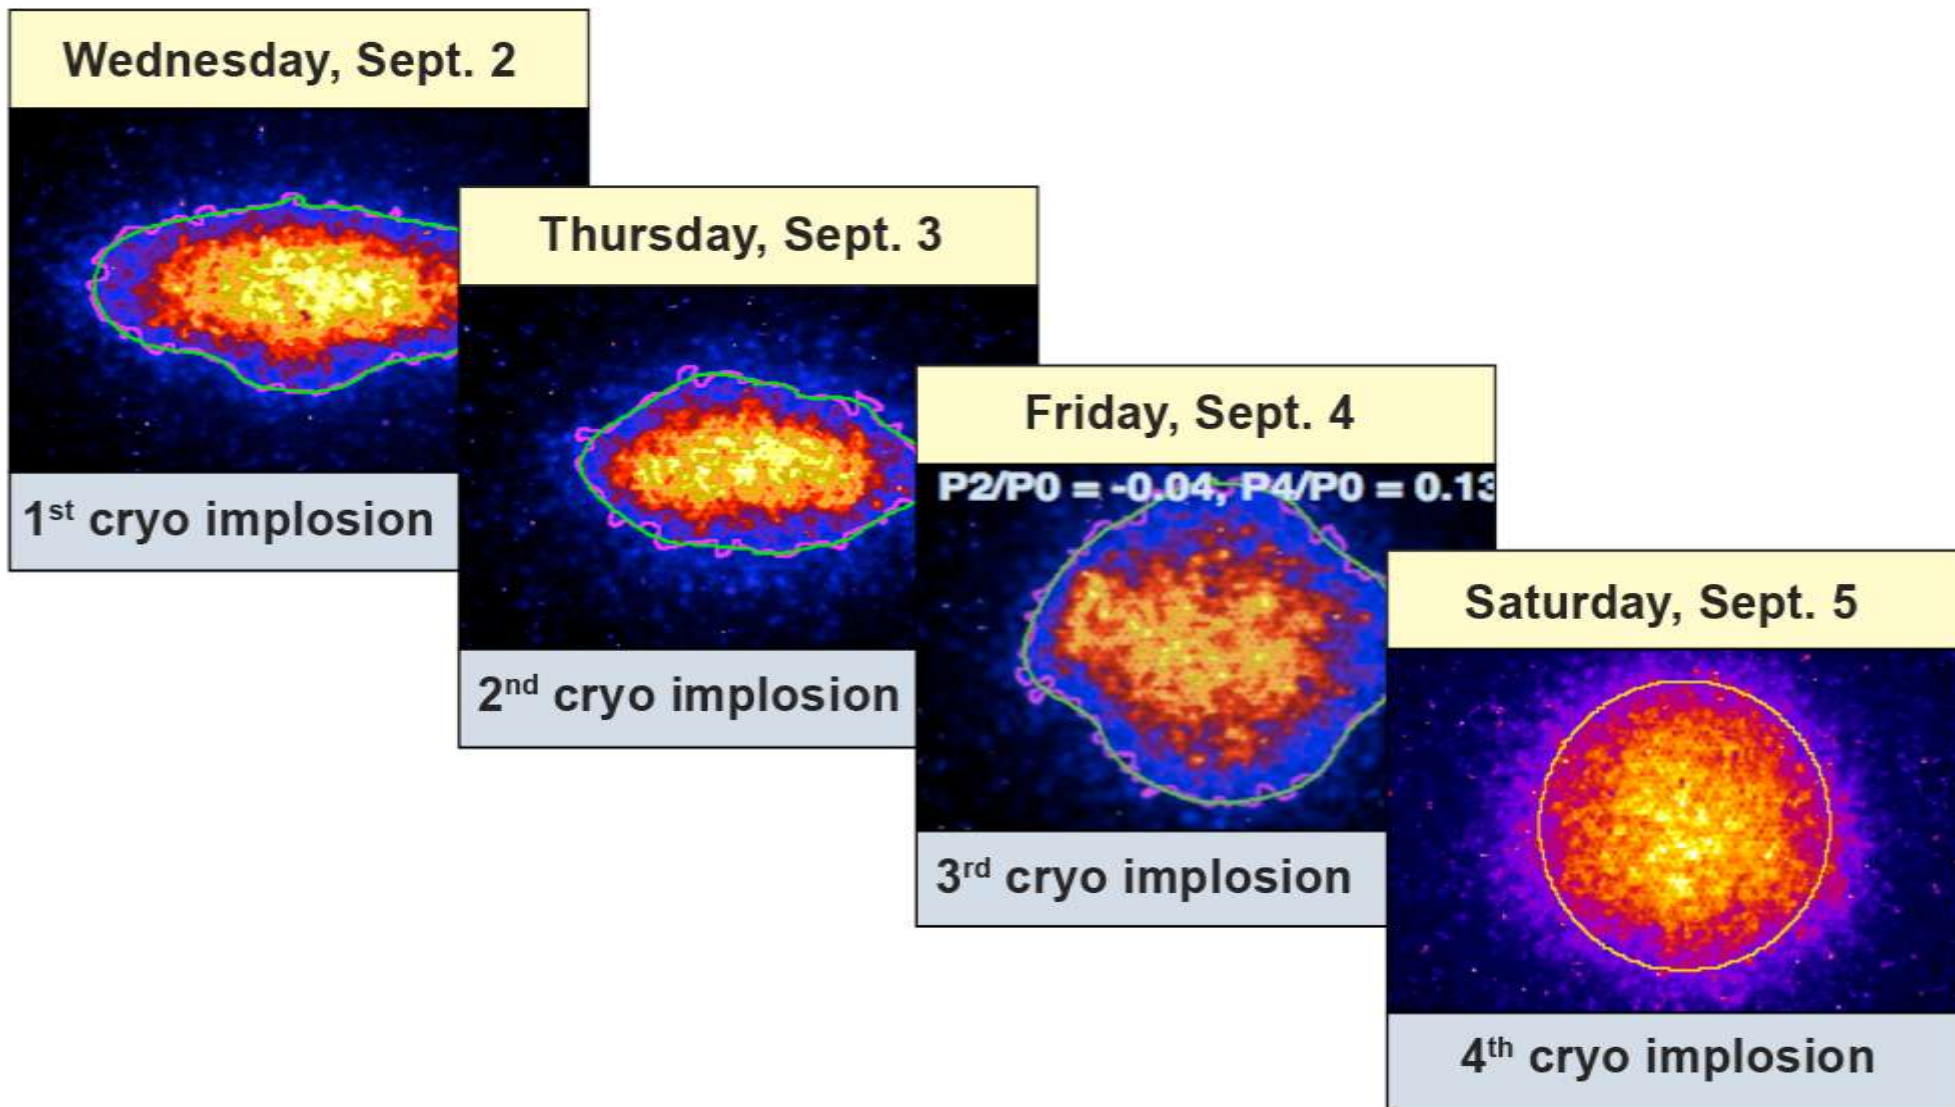 Wednesday, Sept. 2
1st cryo implosion
Thursday, Sept. 3
2nd cryo implosion
Friday, Sept. 4
P2/P0 = -0.04, P4/P0 = 0.13
3rd cryo implosion
Saturday, Sept. 5
4th cryo implosion